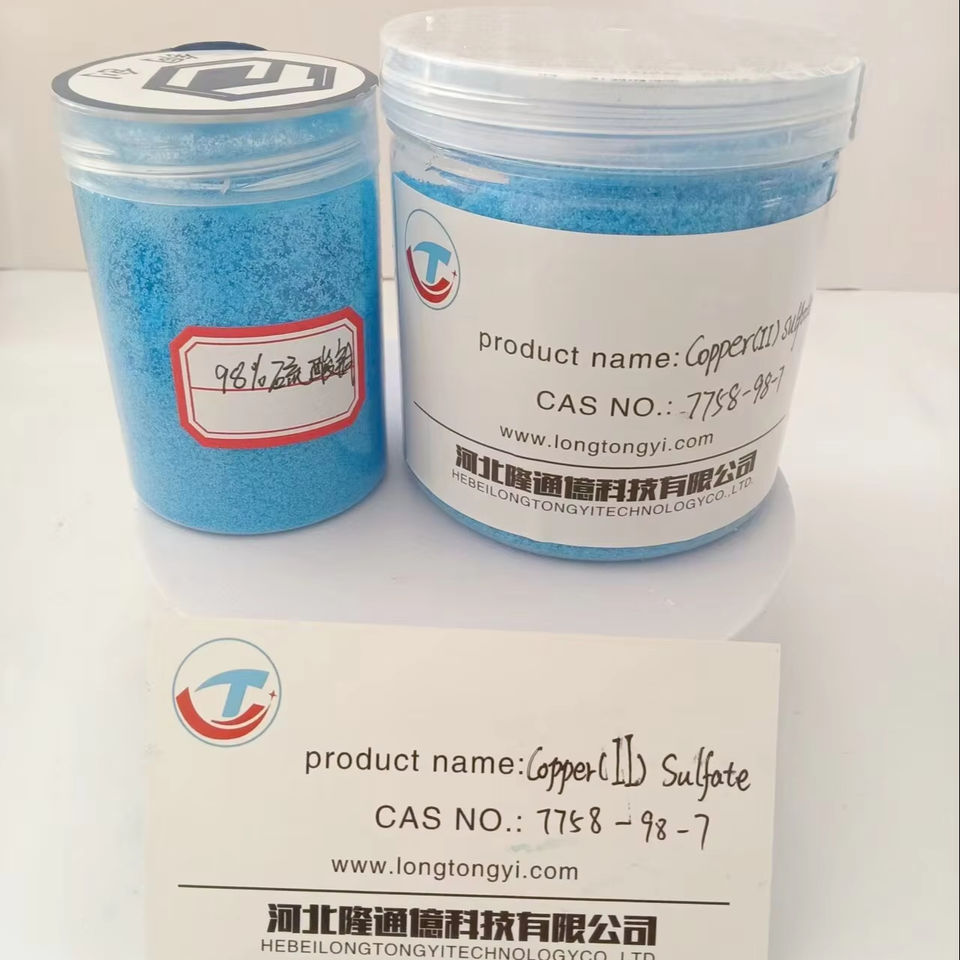 98%硫酸铜
product name: Copper(II) Sulfate
CAS NO.: 7758-98-7
www.longtongyi.com
河北隆通億科技有限公司
HEBEILONGTONGYITECHNOLOGYCO.,LTD.
product name: Copper(II) Sulfate
CAS NO.: 7758-98-7
www.longtongyi.com
河北隆通億科技有限公司
HEBEILONGTONGYITECHNOLOGYCO.,LTD.